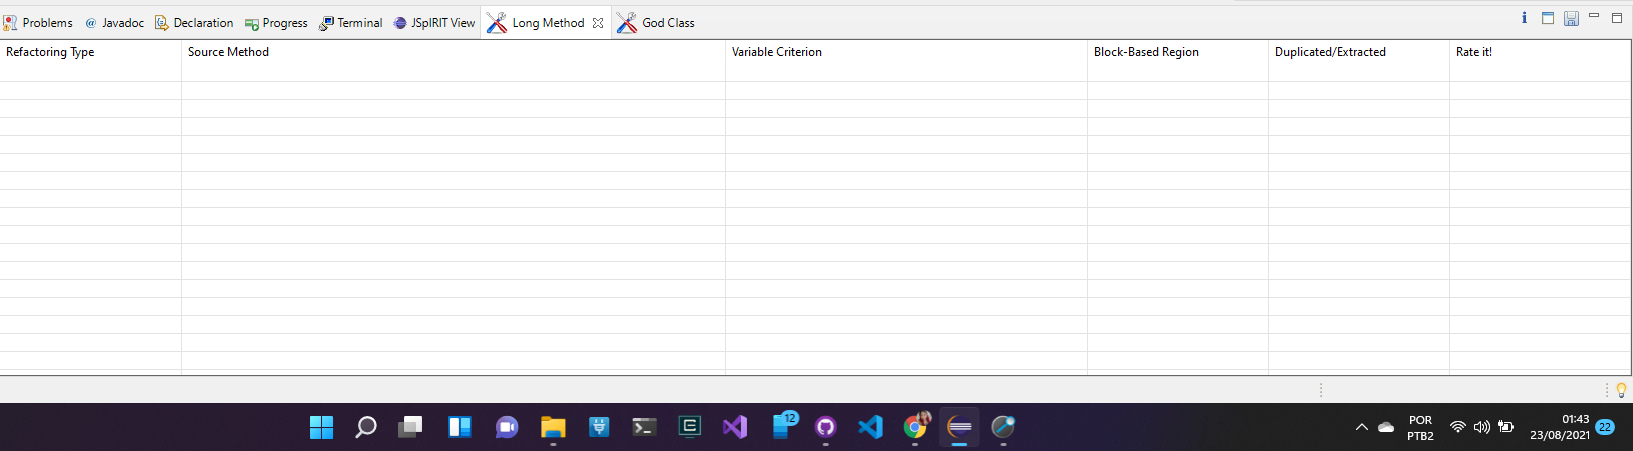 Problems @ Javadoc Declaration Progress Terminal JSpIRIT View Long Method God Class
Refactoring Type Source Method Variable Criterion Block-Based Region Duplicated/Extracted Rate it!
12
POR 01:43
PTB2 23/08/2021 22